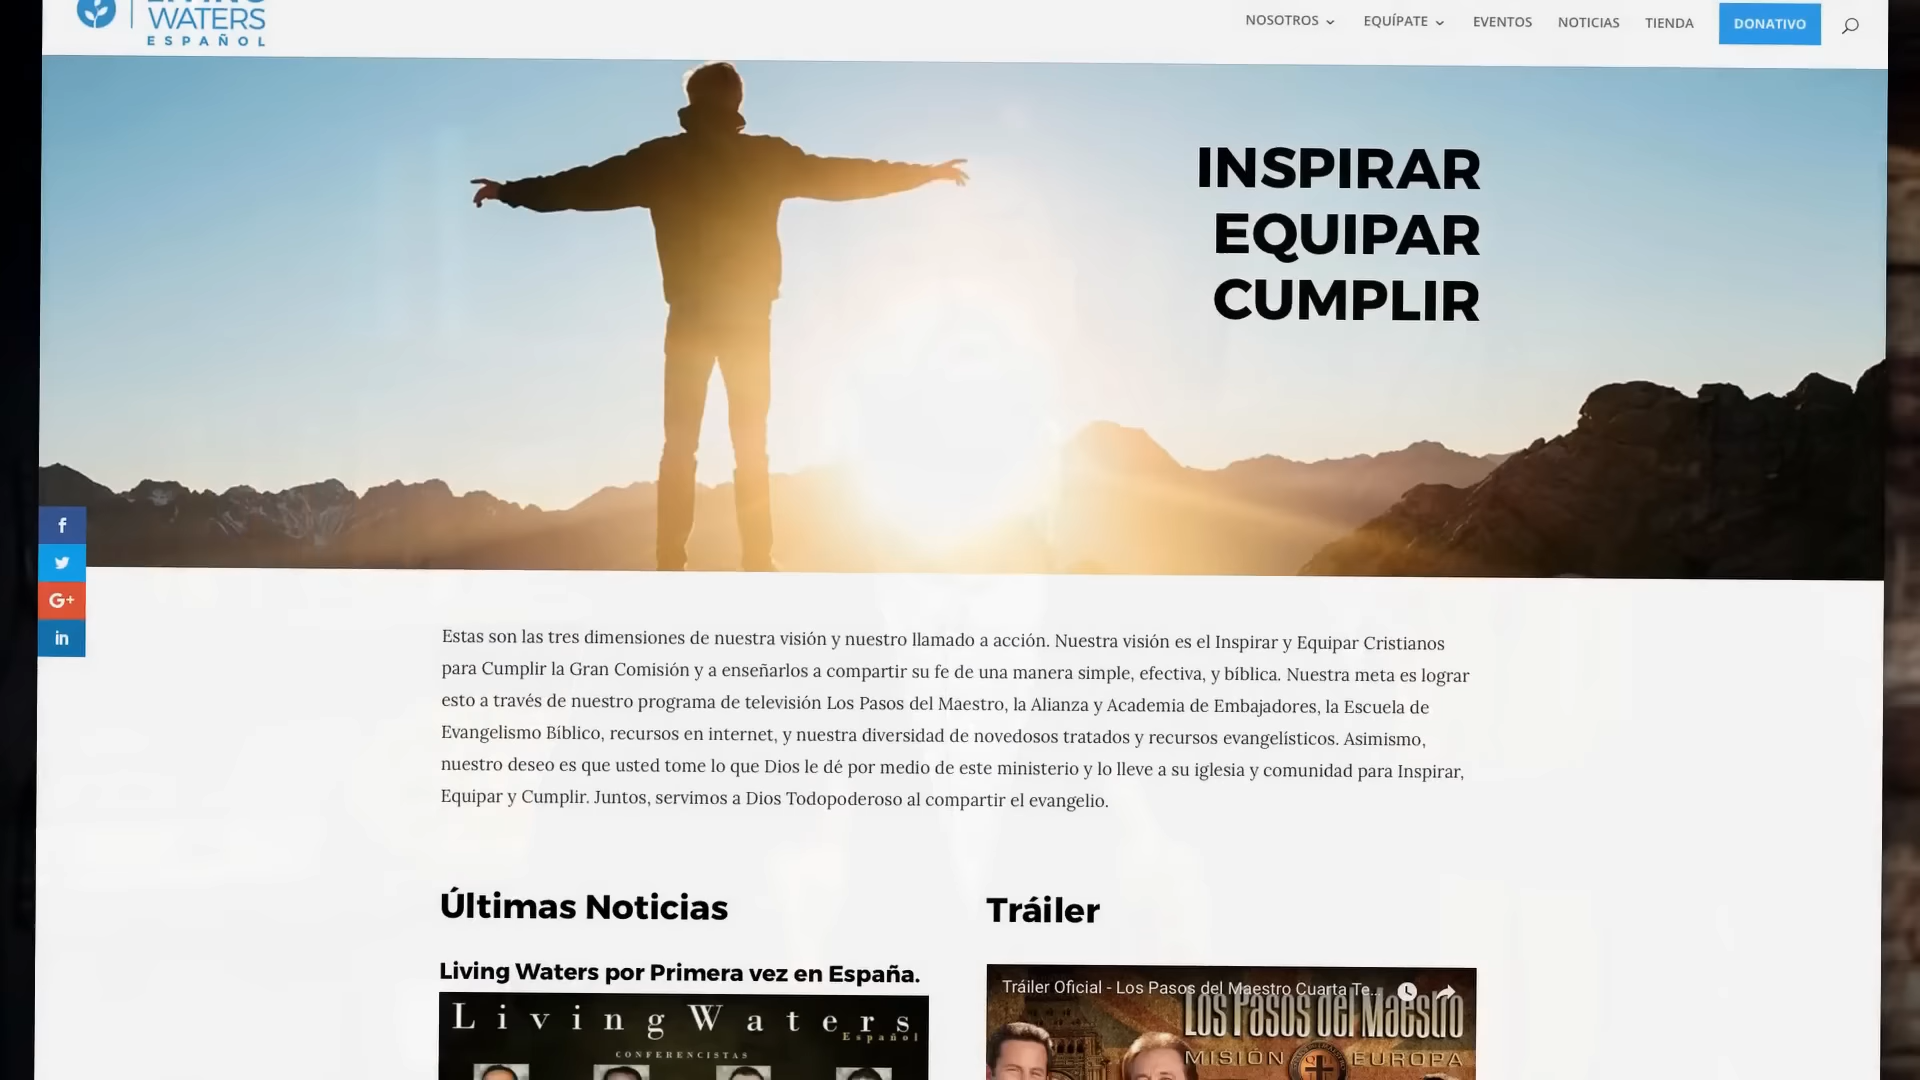 WATERS
ESPAÑOL
NOSOTROS
EQUÍPATE
EVENTOS
NOTICIAS
TIENDA
DONATIVO
INSPIRAR
EQUIPAR
CUMPLIR
f
G+
in
Estas son las tres dimensiones de nuestra visión y nuestro llamado a acción. Nuestra visión es el Inspirar y Equipar Cristianos
para Cumplir la Gran Comisión y a enseñarlos a compartir su fe de una manera simple, efectiva, y bíblica. Nuestra meta es lograr
esto a través de nuestro programa de televisión Los Pasos del Maestro, la Alianza y Academia de Embajadores, la Escuela de
Evangelismo Bíblico, recursos en internet, y nuestra diversidad de novedosos tratados y recursos evangelísticos. Asimismo,
nuestro deseo es que usted tome lo que Dios le dé por medio de este ministerio y lo lleve a su iglesia y comunidad para Inspirar,
Equipar y Cumplir. Juntos, servimos a Dios Todopoderoso al compartir el evangelio.
Últimas Noticias
Living Waters por Primera vez en España.
Living Waters
Español
CONFERENCISTAS
Tráiler
Tráiler Oficial - Los Pasos del Maestro Cuarta Te...
Los Pasos del Maestro
MISIÓN EUROPA